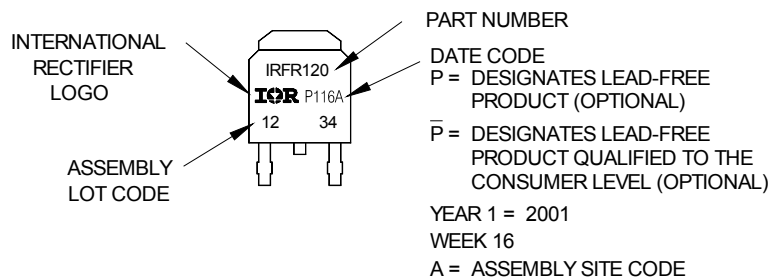 PART NUMBER
INTERNATIONAL
RECTIFIER
LOGO
IRFR120
IOR P116A
12 34
ASSEMBLY
LOT CODE
DATE CODE
P = DESIGNATES LEAD-FREE
PRODUCT (OPTIONAL)
P̅ = DESIGNATES LEAD-FREE
PRODUCT QUALIFIED TO THE
CONSUMER LEVEL (OPTIONAL)
YEAR 1 = 2001
WEEK 16
A = ASSEMBLY SITE CODE